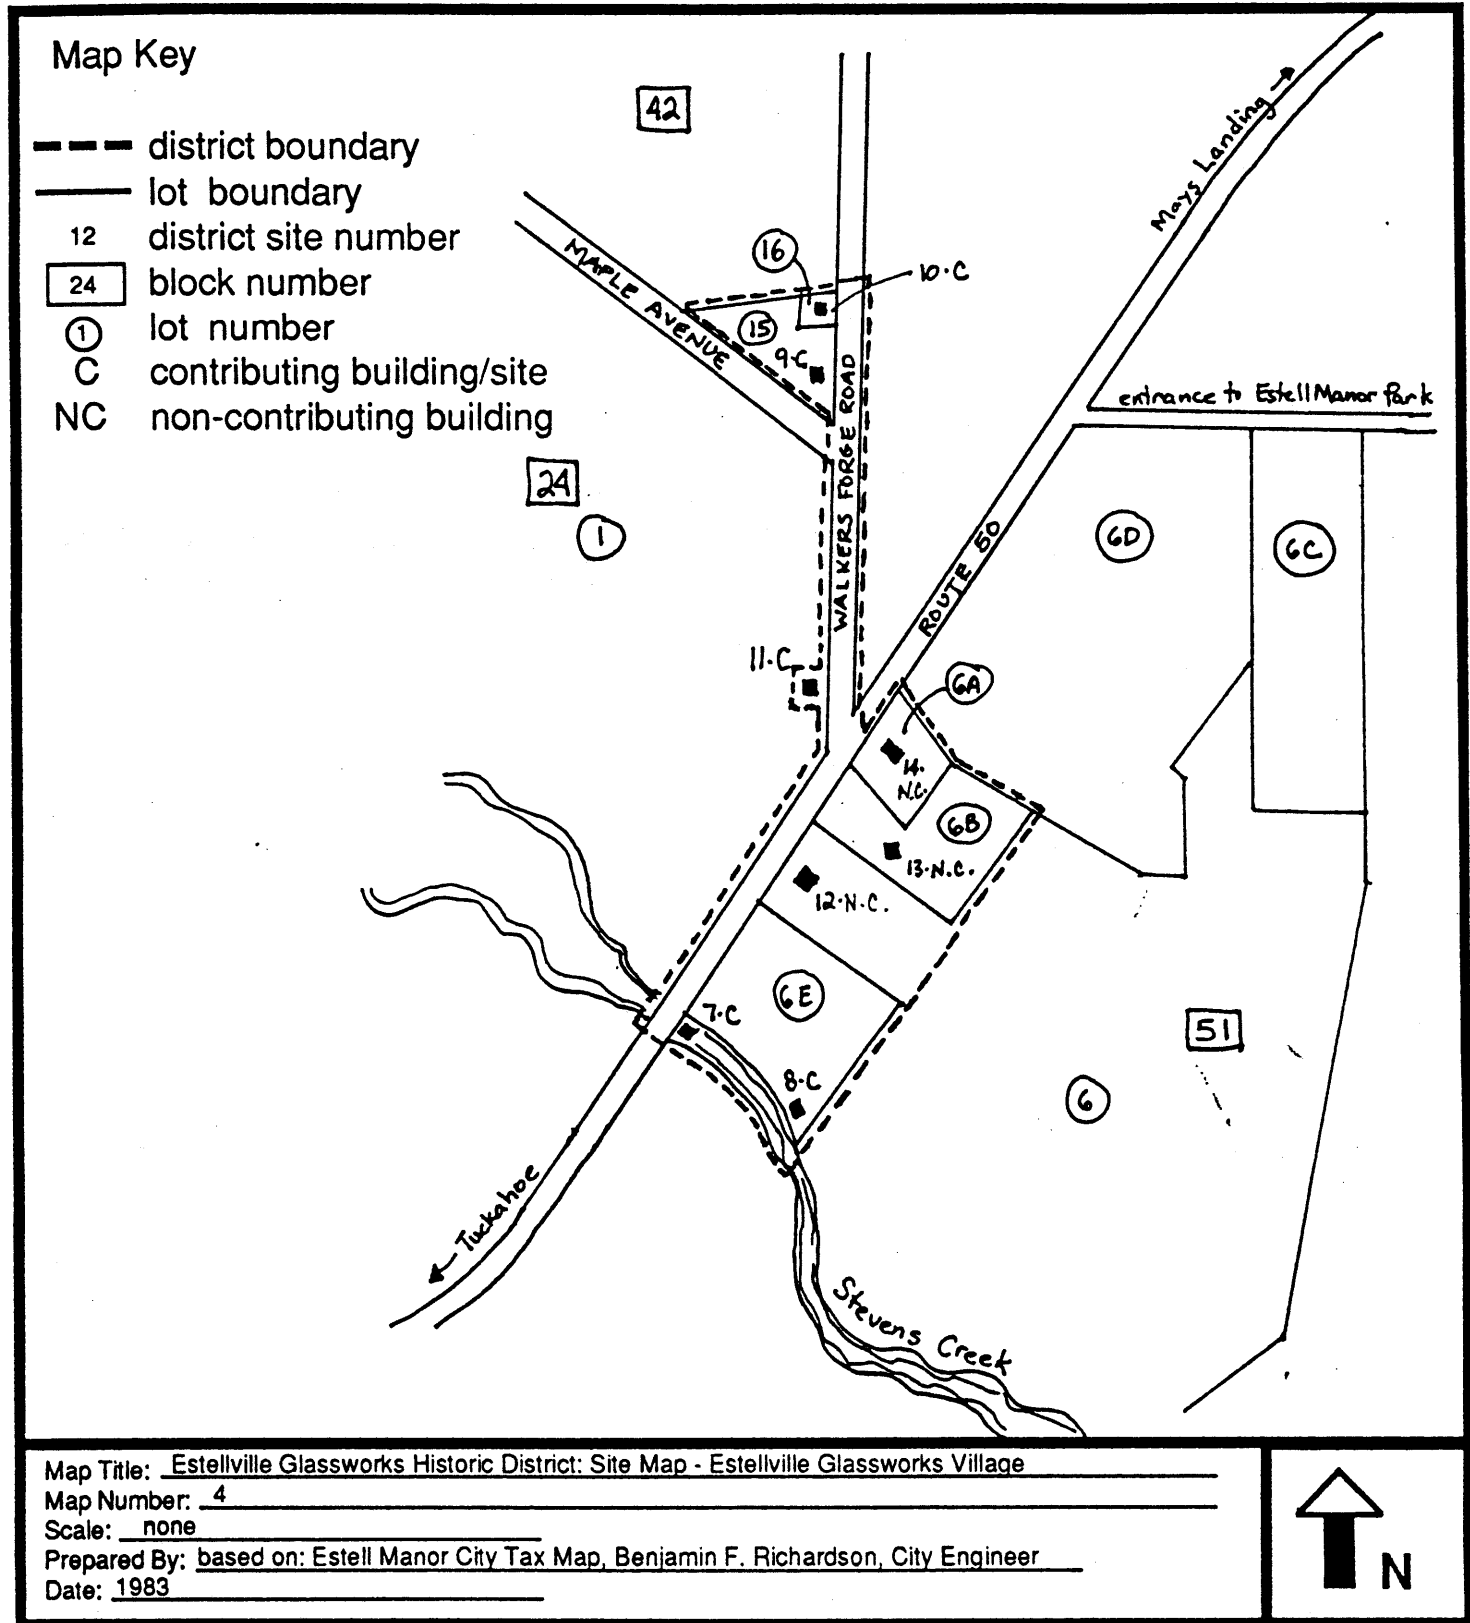 Map Key
district boundary
lot boundary
12 district site number
24 block number
1 lot number
C contributing building/site
NC non-contributing building
42
Mays Landing
16
10·C
MAPLE AVENUE
15
9·C
WALKERS FORGE ROAD
entrance to Estell Manor Park
24
1
ROUTE 50
6D
6C
11·C
6A
14·
N.C.
6B
13·N.C.
12·N.C.
6E
7·C
51
8·C
6
Tuckahoe
Stevens Creek
Map Title: Estellville Glassworks Historic District: Site Map - Estellville Glassworks Village
Map Number: 4
Scale: none
Prepared By: based on: Estell Manor City Tax Map, Benjamin F. Richardson, City Engineer
Date: 1983
N